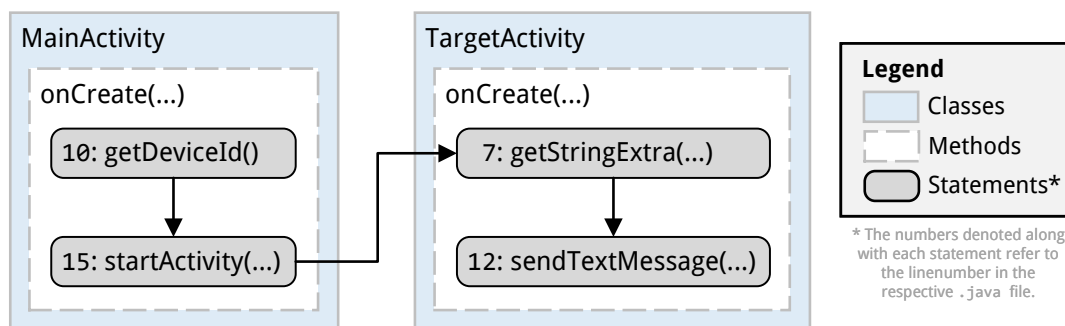 MainActivity
onCreate(...)
10: getDeviceId()
15: startActivity(...)
TargetActivity
onCreate(...)
7: getStringExtra(...)
12: sendTextMessage(...)
Legend
Classes
Methods
Statements*
* The numbers denoted along
with each statement refer to
the linenumber in the
respective .java file.